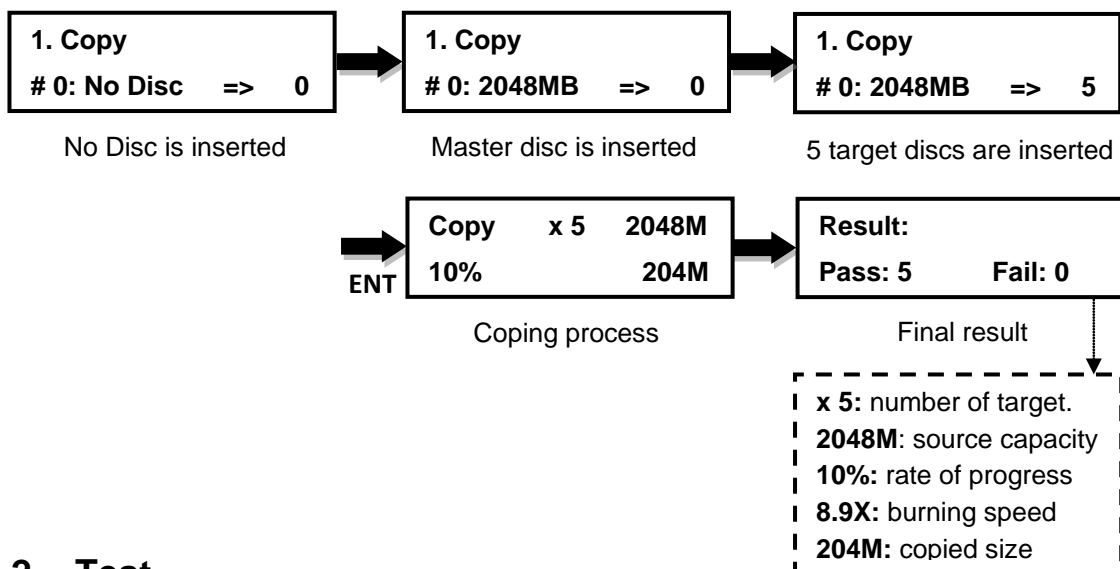 1. Copy
# 0: No Disc => 0
No Disc is inserted
1. Copy
# 0: 2048MB => 0
Master disc is inserted
1. Copy
# 0: 2048MB => 5
5 target discs are inserted
ENT
Copy x 5 2048M
10% 204M
Coping process
Result:
Pass: 5 Fail: 0
Final result
x 5: number of target.
2048M: source capacity
10%: rate of progress
8.9X: burning speed
204M: copied size
2. Test